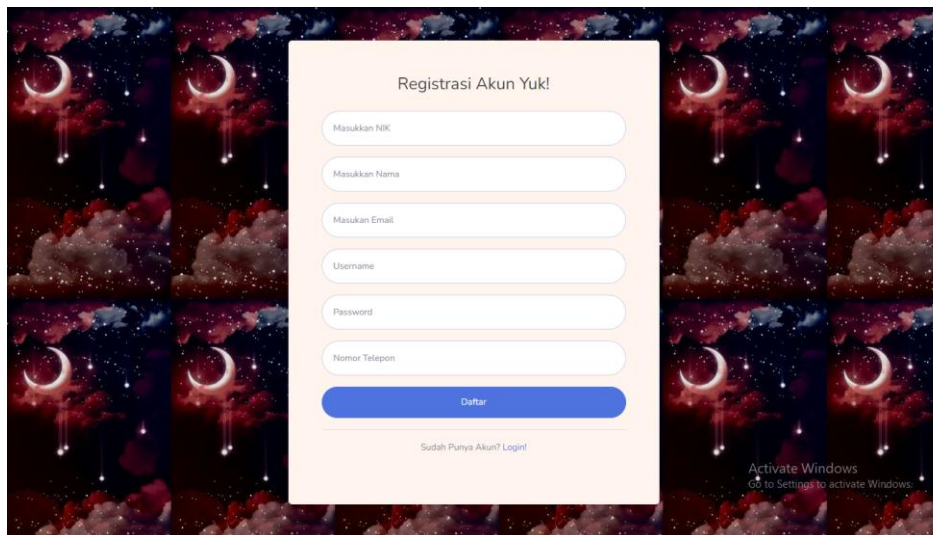 Registrasi Akun Yuk!
Masukkan NIK
Masukkan Nama
Masukan Email
Username
Password
Nomor Telepon
Daftar
Sudah Punya Akun? Login!
Activate Windows
Go to Settings to activate Windows.